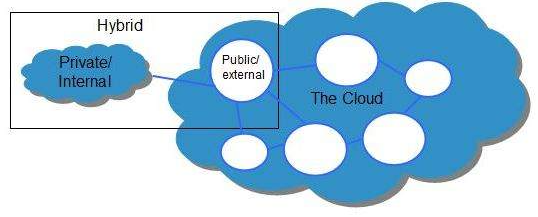 Hybrid
Private/
Internal
Public/
external
The Cloud